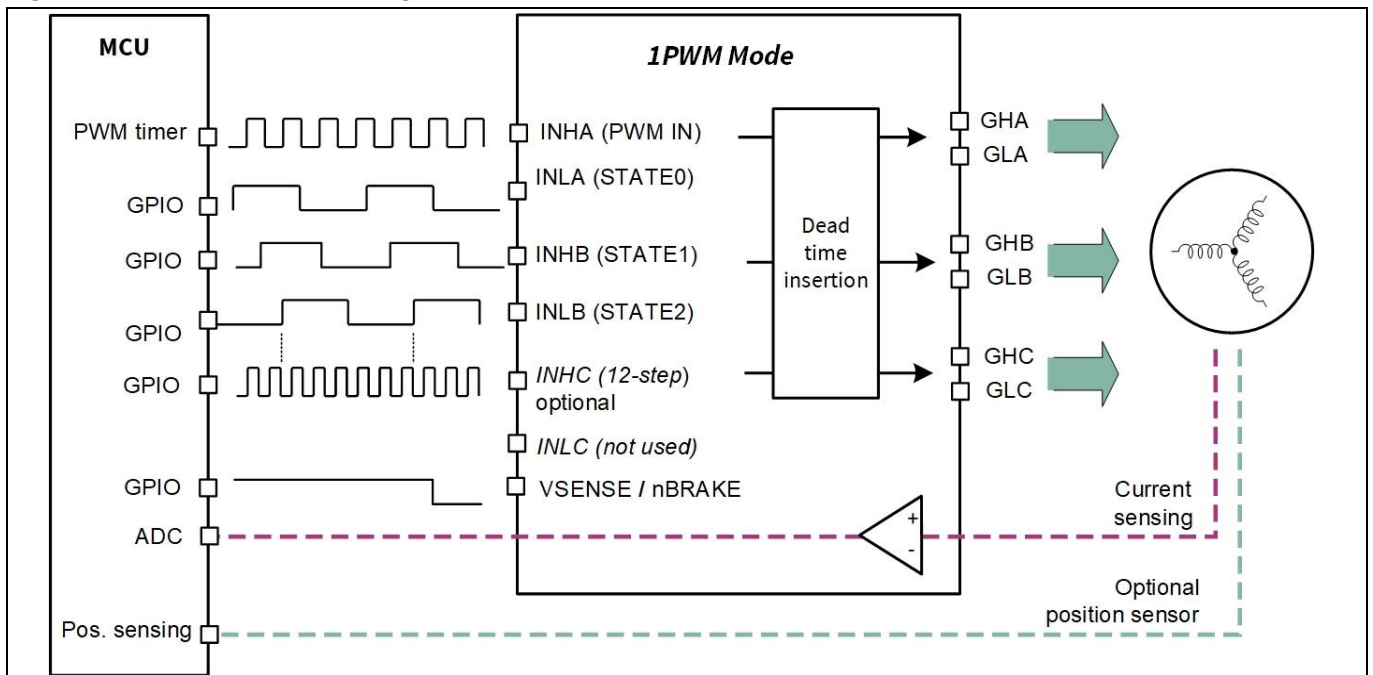 MCU
1PWM Mode
PWM timer
GPIO
GPIO
GPIO
GPIO
GPIO
ADC
Pos. sensing
INHA (PWM IN)
INLA (STATE0)
INHB (STATE1)
INLB (STATE2)
INHC (12-step)
optional
INLC (not used)
VSENSE / nBRAKE
Dead
time
insertion
+
-
GHA
GLA
GHB
GLB
GHC
GLC
Current
sensing
Optional
position sensor